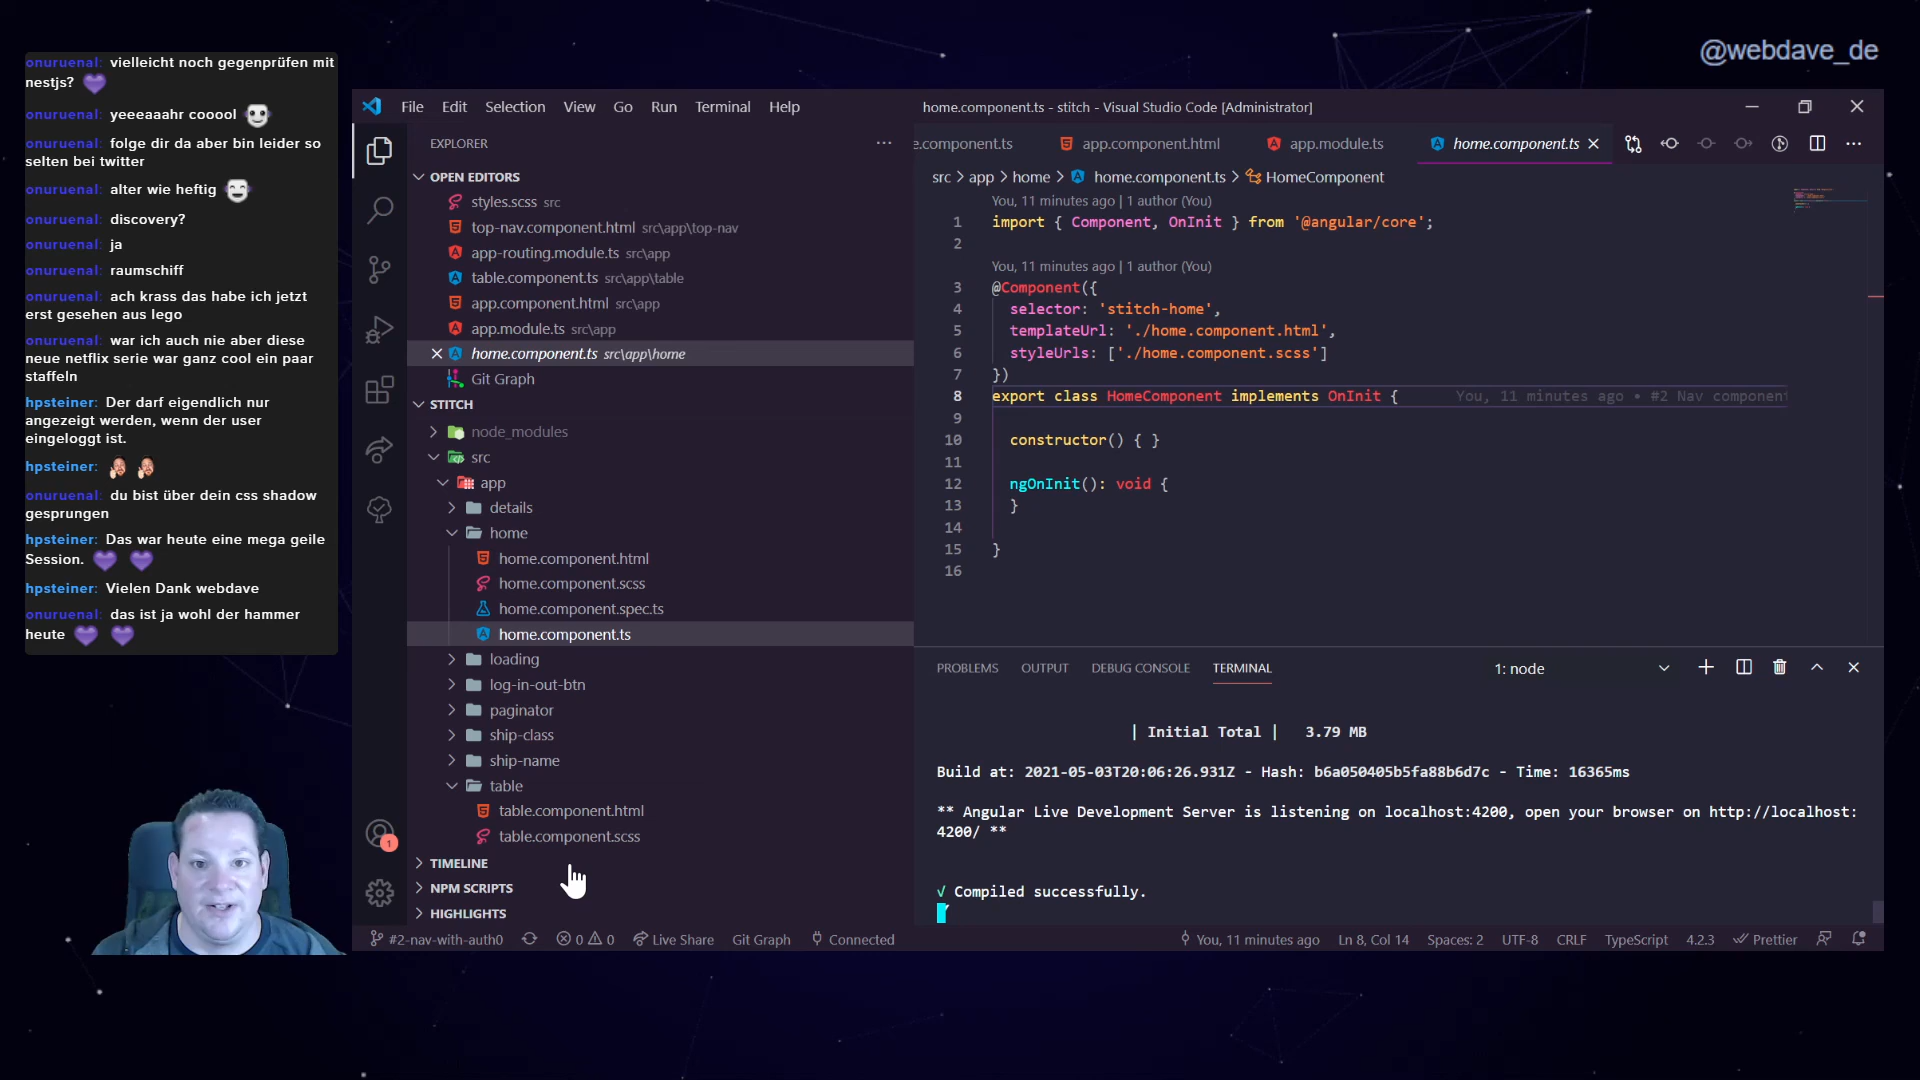 @webdave_de
onuruenal: vielleicht noch gegenprüfen mit
nestjs?
onuruenal: yeeeaaahr cooool
onuruenal: folge dir da aber bin leider so
selten bei twitter
onuruenal: alter wie heftig
onuruenal: discovery?
onuruenal: ja
onuruenal: raumschiff
onuruenal: ach krass das habe ich jetzt
erst gesehen aus lego
onuruenal: war ich auch nie aber diese
neue netflix serie war ganz cool ein paar
staffeln
hpsteiner: Der darf eigendlich nur
angezeigt werden, wenn der user
eingeloggt ist.
hpsteiner:
onuruenal: du bist über dein css shadow
gesprungen
hpsteiner: Das war heute eine mega geile
Session.
hpsteiner: Vielen Dank webdave
onuruenal: das ist ja wohl der hammer
heute
File Edit Selection View Go Run Terminal Help
home.component.ts - stitch - Visual Studio Code [Administrator]
EXPLORER
OPEN EDITORS
styles.scss src
top-nav.component.html src\app\top-nav
app-routing.module.ts src\app
table.component.ts src\app\table
app.component.html src\app
app.module.ts src\app
home.component.ts src\app\home
Git Graph
STITCH
node_modules
src
app
details
home
home.component.html
home.component.scss
home.component.spec.ts
home.component.ts
loading
log-in-out-btn
paginator
ship-class
ship-name
table
table.component.html
table.component.scss
TIMELINE
NPM SCRIPTS
HIGHLIGHTS
1
e.component.ts app.component.html app.module.ts home.component.ts
src > app > home > home.component.ts > HomeComponent
You, 11 minutes ago | 1 author (You)
1 import { Component, OnInit } from '@angular/core';
2
You, 11 minutes ago | 1 author (You)
3 @Component({
4 selector: 'stitch-home',
5 templateUrl: './home.component.html',
6 styleUrls: ['./home.component.scss']
7 })
8 export class HomeComponent implements OnInit { You, 11 minutes ago • #2 Nav component
9
10 constructor() { }
11
12 ngOnInit(): void {
13 }
14
15 }
16
PROBLEMS OUTPUT DEBUG CONSOLE TERMINAL 1: node
| Initial Total | 3.79 MB
Build at: 2021-05-03T20:06:26.931Z - Hash: b6a050405b5fa88b6d7c - Time: 16365ms
** Angular Live Development Server is listening on localhost:4200, open your browser on http://localhost:
4200/ **
√ Compiled successfully.
#2-nav-with-auth0 0 0 Live Share Git Graph Connected You, 11 minutes ago Ln 8, Col 14 Spaces: 2 UTF-8 CRLF TypeScript 4.2.3 Prettier